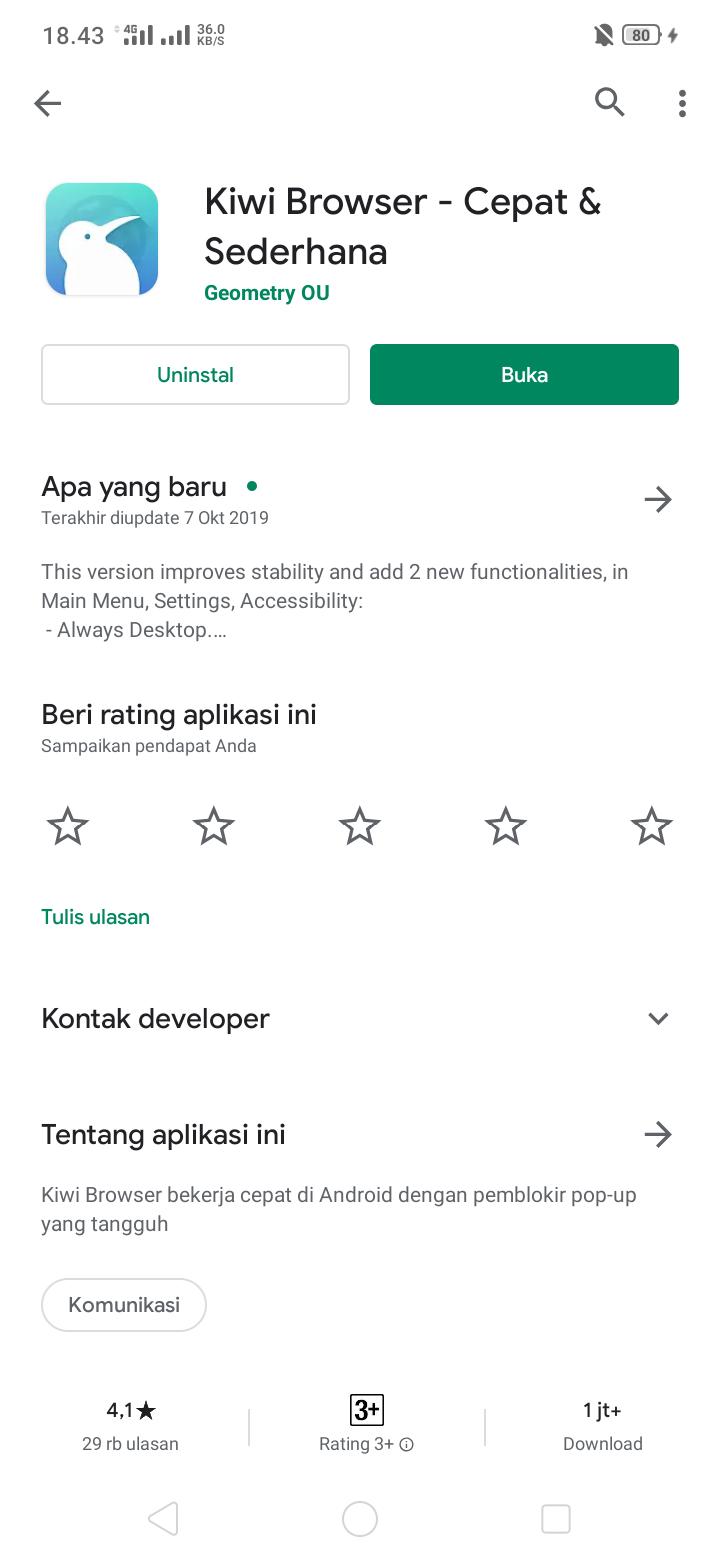 18.43 4G 36.0 KB/S 80
Kiwi Browser - Cepat &
Sederhana
Geometry OU
Uninstal Buka
Apa yang baru
Terakhir diupdate 7 Okt 2019
This version improves stability and add 2 new functionalities, in
Main Menu, Settings, Accessibility:
- Always Desktop....
Beri rating aplikasi ini
Sampaikan pendapat Anda
Tulis ulasan
Kontak developer
Tentang aplikasi ini
Kiwi Browser bekerja cepat di Android dengan pemblokir pop-up
yang tangguh
Komunikasi
4,1★ 3+ 1 jt+
29 rb ulasan Rating 3+ Download